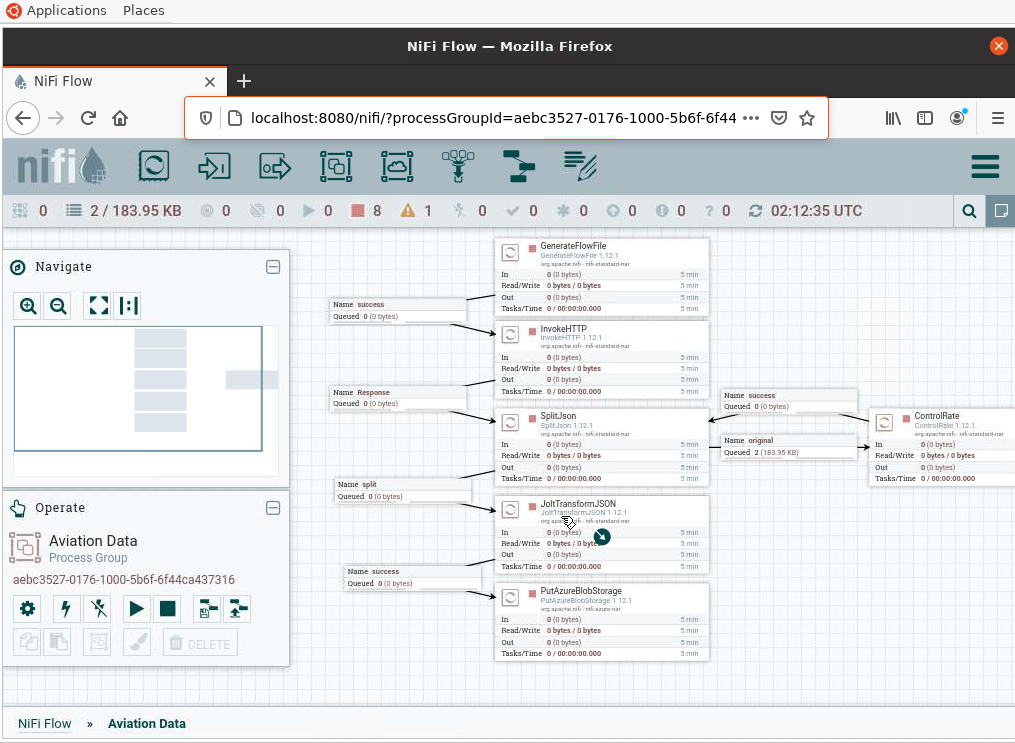 Applications Places
NiFi Flow — Mozilla Firefox
NiFi Flow
localhost:8080/nifi/?processGroupId=aebc3527-0176-1000-5b6f-6f44
nifi
0 2 / 183.95 KB 0 0 0 8 1 0 0 0 0 0 0 02:12:35 UTC
Navigate
Operate
Aviation Data
Process Group
aebc3527-0176-1000-5b6f-6f44ca437316
DELETE
GenerateFlowFile
GenerateFlowFile 1.12.1
org.apache.nifi - nifi-standard-nar
In 0 (0 bytes) 5 min
Read/Write 0 bytes / 0 bytes 5 min
Out 0 (0 bytes) 5 min
Tasks/Time 0 / 00:00:00.000 5 min
Name success
Queued 0 (0 bytes)
InvokeHTTP
InvokeHTTP 1.12.1
org.apache.nifi - nifi-standard-nar
In 0 (0 bytes) 5 min
Read/Write 0 bytes / 0 bytes 5 min
Out 0 (0 bytes) 5 min
Tasks/Time 0 / 00:00:00.000 5 min
Name Response
Queued 0 (0 bytes)
SplitJson
SplitJson 1.12.1
org.apache.nifi - nifi-standard-nar
In 0 (0 bytes) 5 min
Read/Write 0 bytes / 0 bytes 5 min
Out 0 (0 bytes) 5 min
Tasks/Time 0 / 00:00:00.000 5 min
Name success
Queued 0 (0 bytes)
Name original
Queued 2 (183.95 KB)
ControlRate
ControlRate 1.12.1
org.apache.nifi - nifi-standard-nar
In 0 (0 bytes)
Read/Write 0 bytes / 0 bytes
Out 0 (0 bytes)
Tasks/Time 0 / 00:00:00.000
Name split
Queued 0 (0 bytes)
JoltTransformJSON
JoltTransformJSON 1.12.1
org.apache.nifi - nifi-standard-nar
In 0 (0 bytes) 5 min
Read/Write 0 bytes / 0 bytes 5 min
Out 0 (0 bytes) 5 min
Tasks/Time 0 / 00:00:00.000 5 min
Name success
Queued 0 (0 bytes)
PutAzureBlobStorage
PutAzureBlobStorage 1.12.1
org.apache.nifi - nifi-azure-nar
In 0 (0 bytes) 5 min
Read/Write 0 bytes / 0 bytes 5 min
Out 0 (0 bytes) 5 min
Tasks/Time 0 / 00:00:00.000 5 min
NiFi Flow » Aviation Data